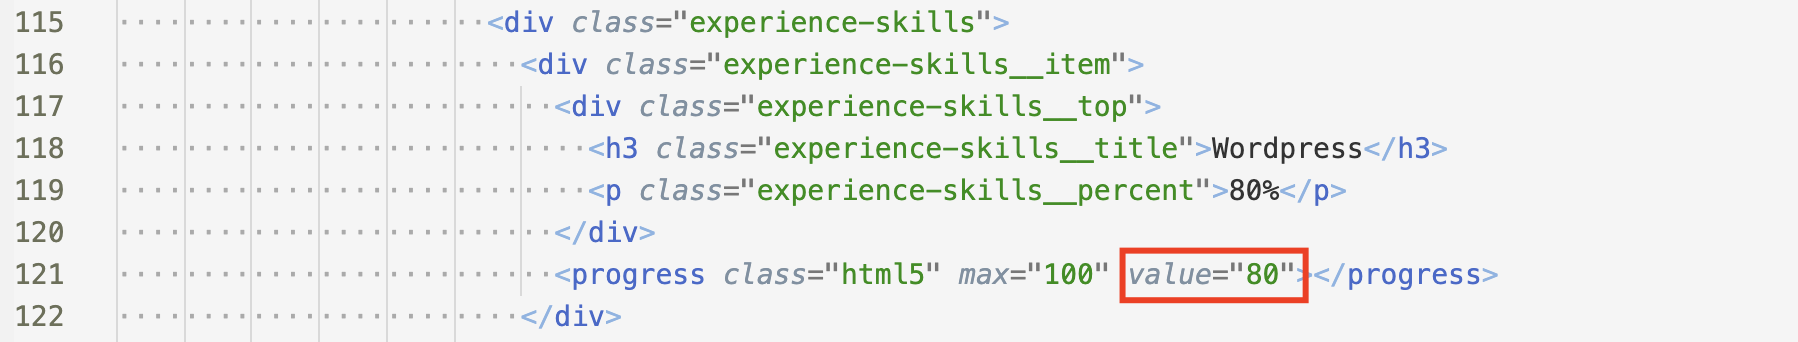 115 <div class="experience-skills">
116 <div class="experience-skills__item">
117 <div class="experience-skills__top">
118 <h3 class="experience-skills__title">Wordpress</h3>
119 <p class="experience-skills__percent">80%</p>
120 </div>
121 <progress class="html5" max="100" value="80"></progress>
122 </div>